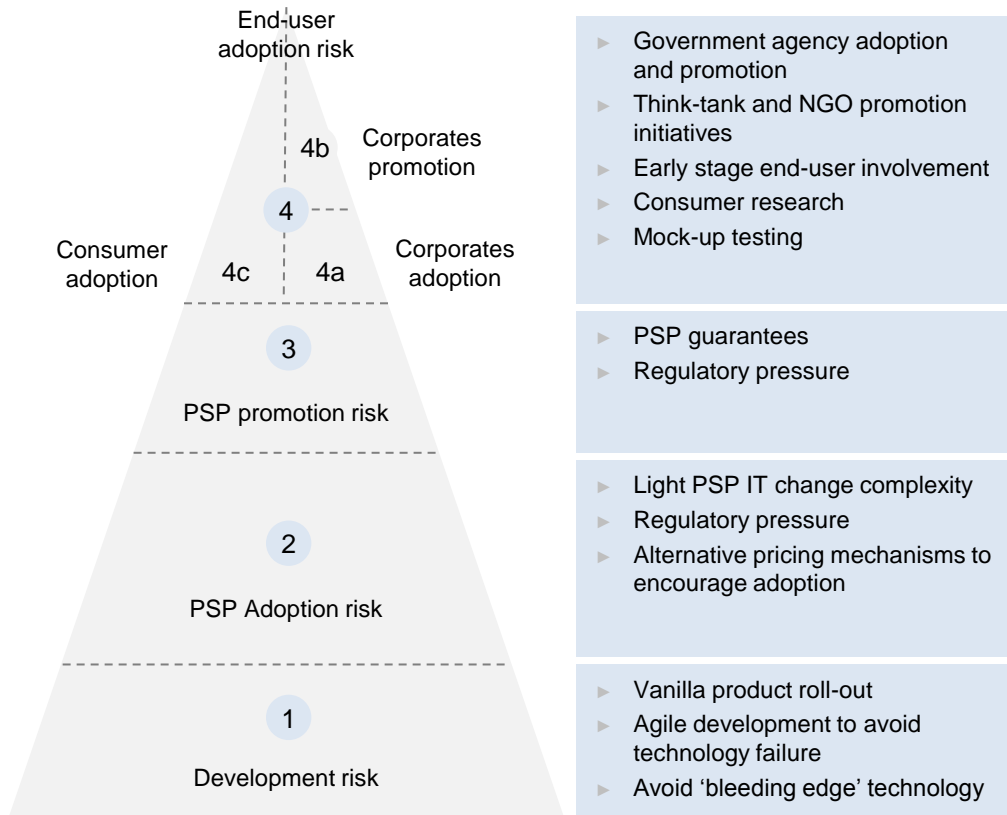 End-user
adoption risk
4b
Corporates
promotion
4
Consumer
adoption
4c
4a
Corporates
adoption
► Government agency adoption
and promotion
► Think-tank and NGO promotion
initiatives
► Early stage end-user involvement
► Consumer research
► Mock-up testing
3
PSP promotion risk
► PSP guarantees
► Regulatory pressure
2
PSP Adoption risk
► Light PSP IT change complexity
► Regulatory pressure
► Alternative pricing mechanisms to
encourage adoption
1
Development risk
► Vanilla product roll-out
► Agile development to avoid
technology failure
► Avoid ‘bleeding edge’ technology